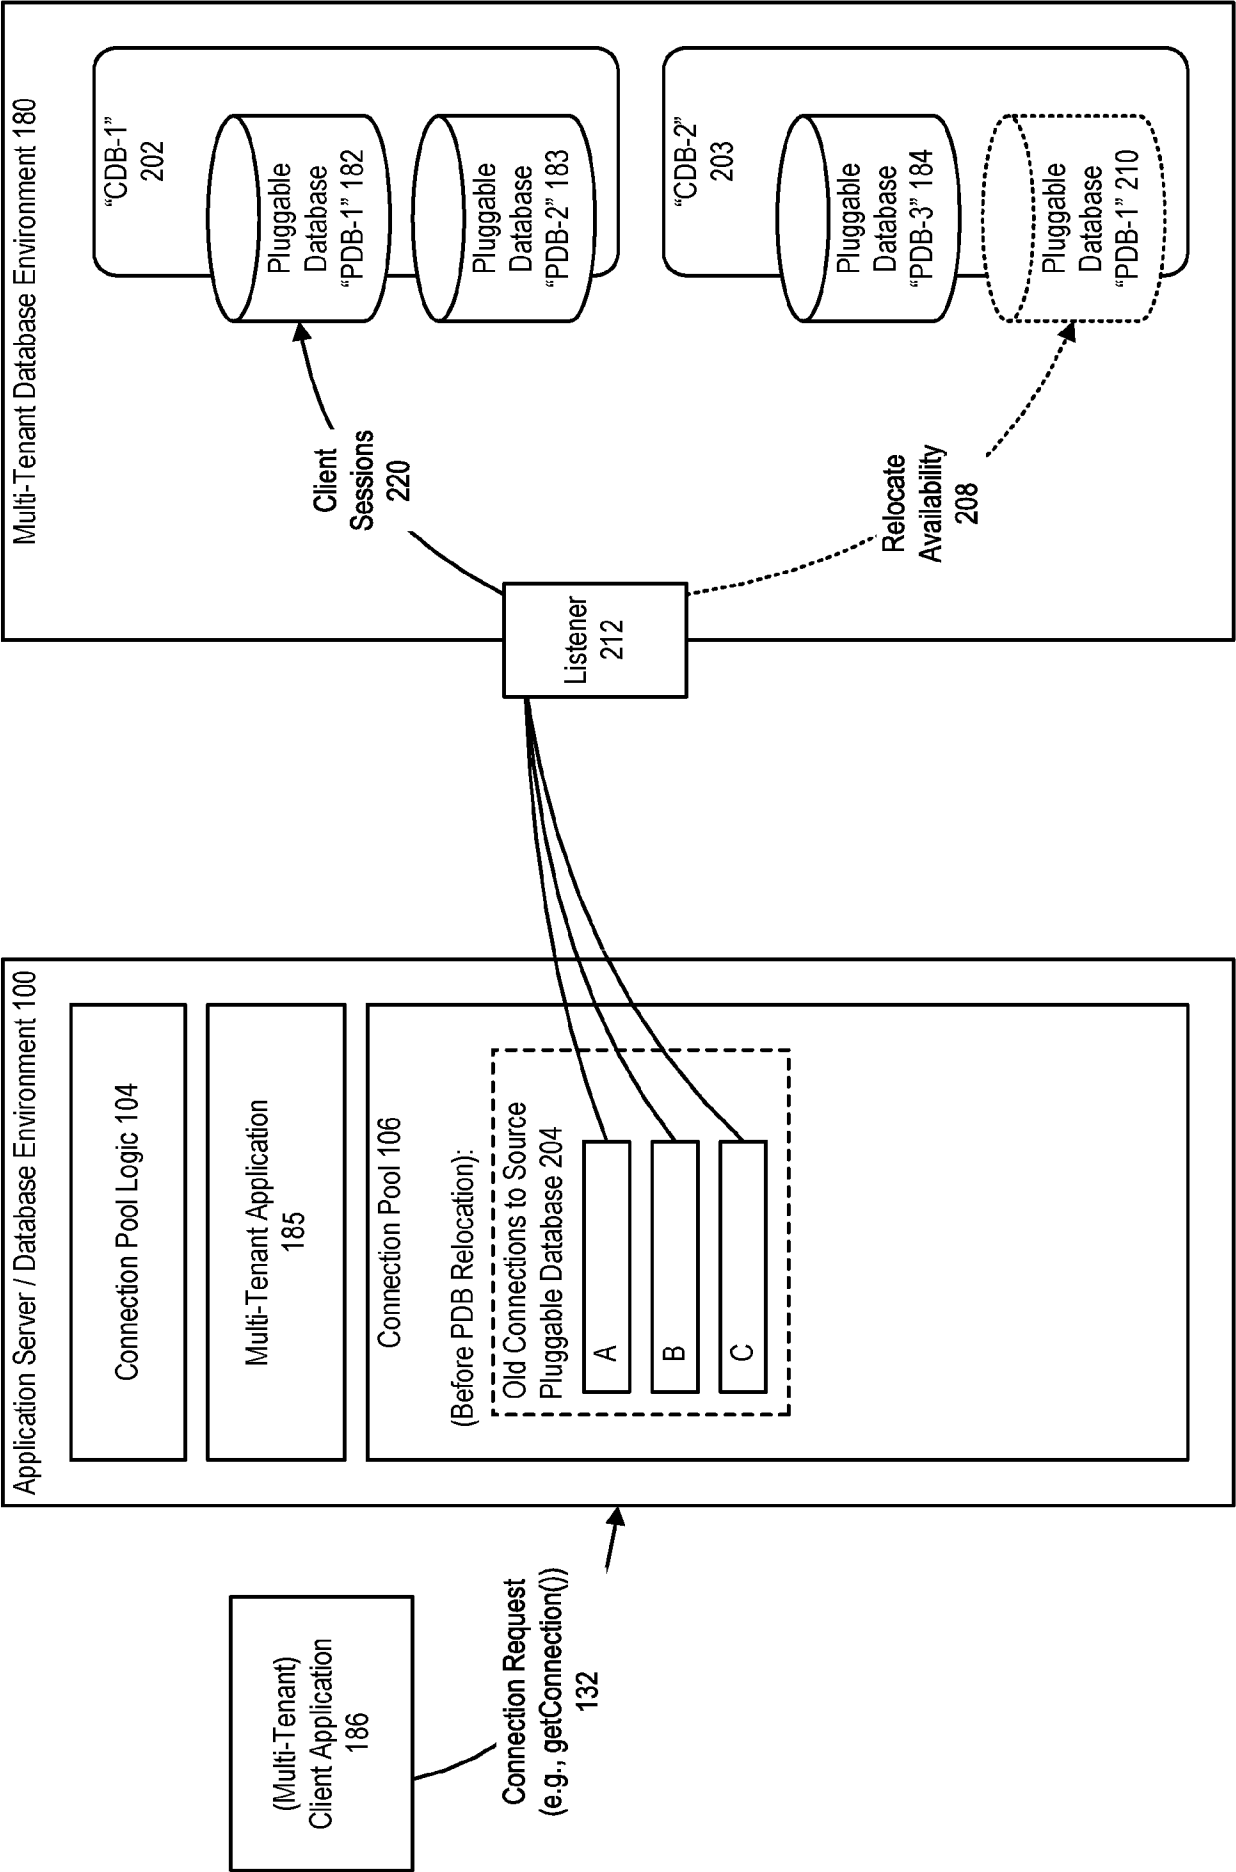 (Multi-Tenant)
Client Application
186
Connection Request
(e.g., getConnection())
132
Application Server / Database Environment 100
Connection Pool Logic 104
Multi-Tenant Application
185
Connection Pool 106
(Before PDB Relocation):
Old Connections to Source
Pluggable Database 204
A
B
C
Listener
212
Multi-Tenant Database Environment 180
Client
Sessions
220
Relocate
Availability
208
“CDB-1”
202
Pluggable
Database
“PDB-1” 182
Pluggable
Database
“PDB-2” 183
“CDB-2”
203
Pluggable
Database
“PDB-3” 184
Pluggable
Database
“PDB-1” 210